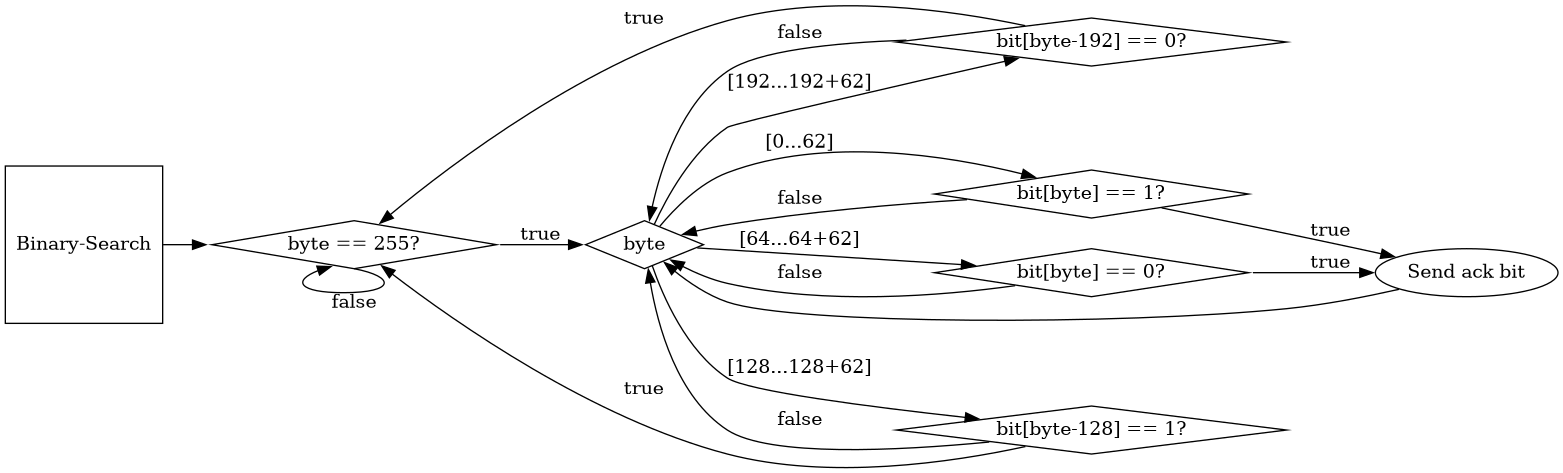 true
false
bit[byte-192] == 0?
[192...192+62]
[0...62]
bit[byte] == 1?
false
true
Binary-Search
byte == 255?
true
byte
[64...64+62]
bit[byte] == 0?
true
Send ack bit
false
false
[128...128+62]
true
false
bit[byte-128] == 1?